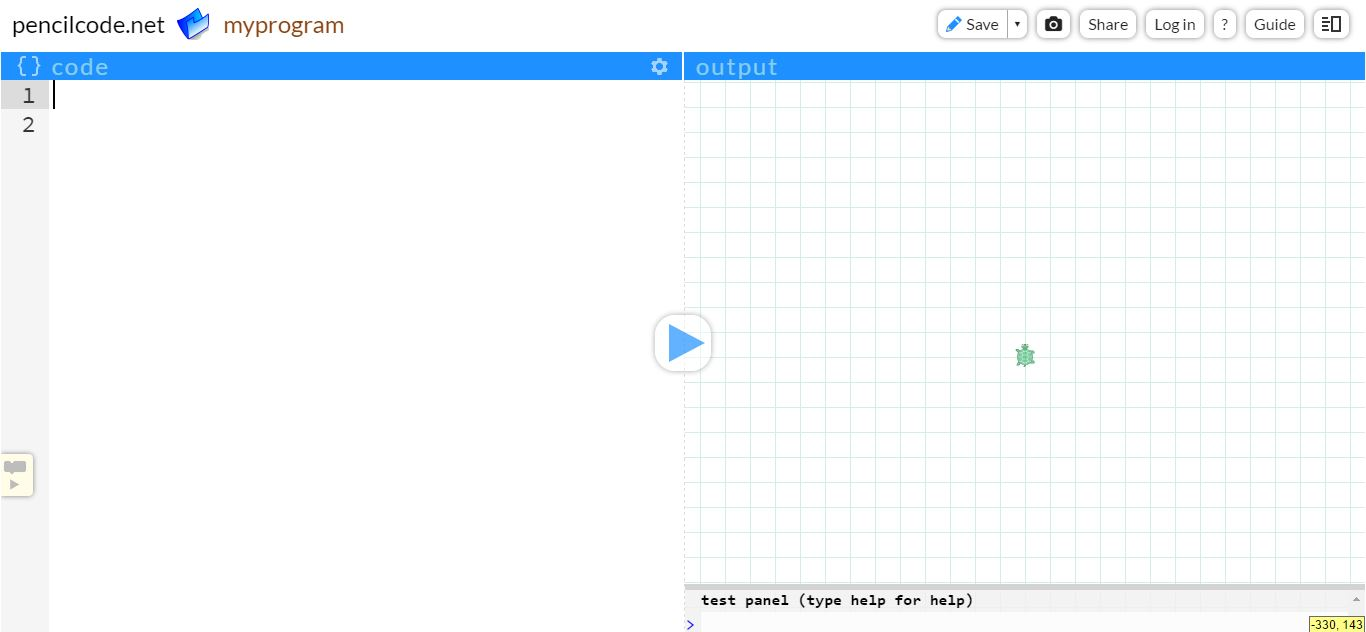 pencilcode.net myprogram Save Share Log in ? Guide
{} code output
1
2
test panel (type help for help)
> -330, 143